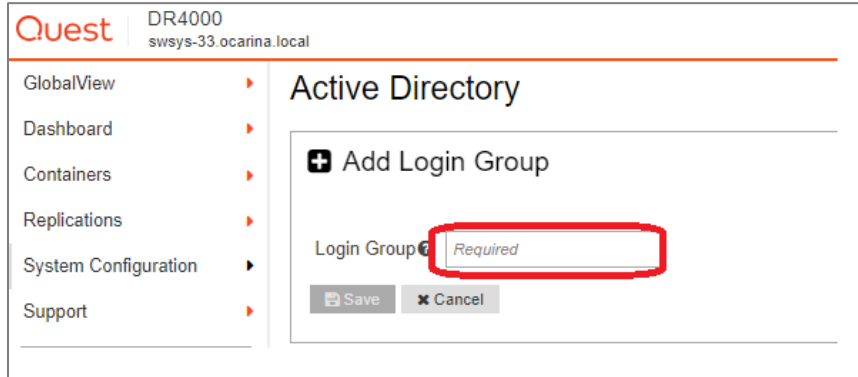 Quest
DR4000
swsys-33.ocarina.local
GlobalView
Dashboard
Containers
Replications
System Configuration
Support
Active Directory
Add Login Group
Login Group
Required
Save
Cancel